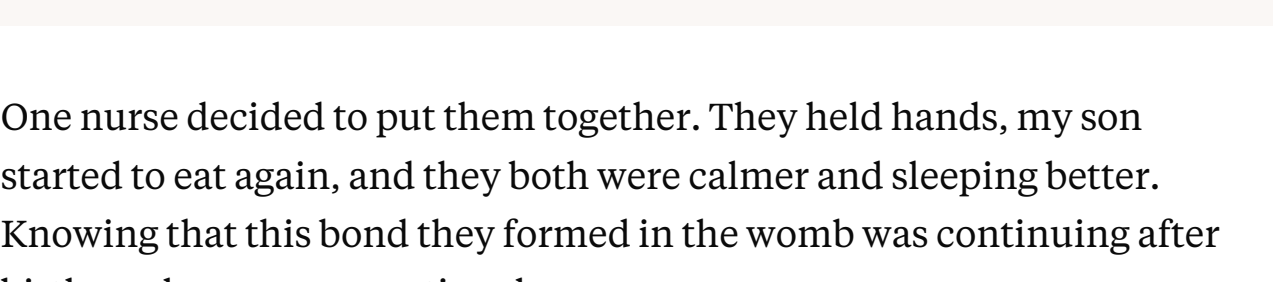 One nurse decided to put them together. They held hands, my son
started to eat again, and they both were calmer and sleeping better.
Knowing that this bond they formed in the womb was continuing after